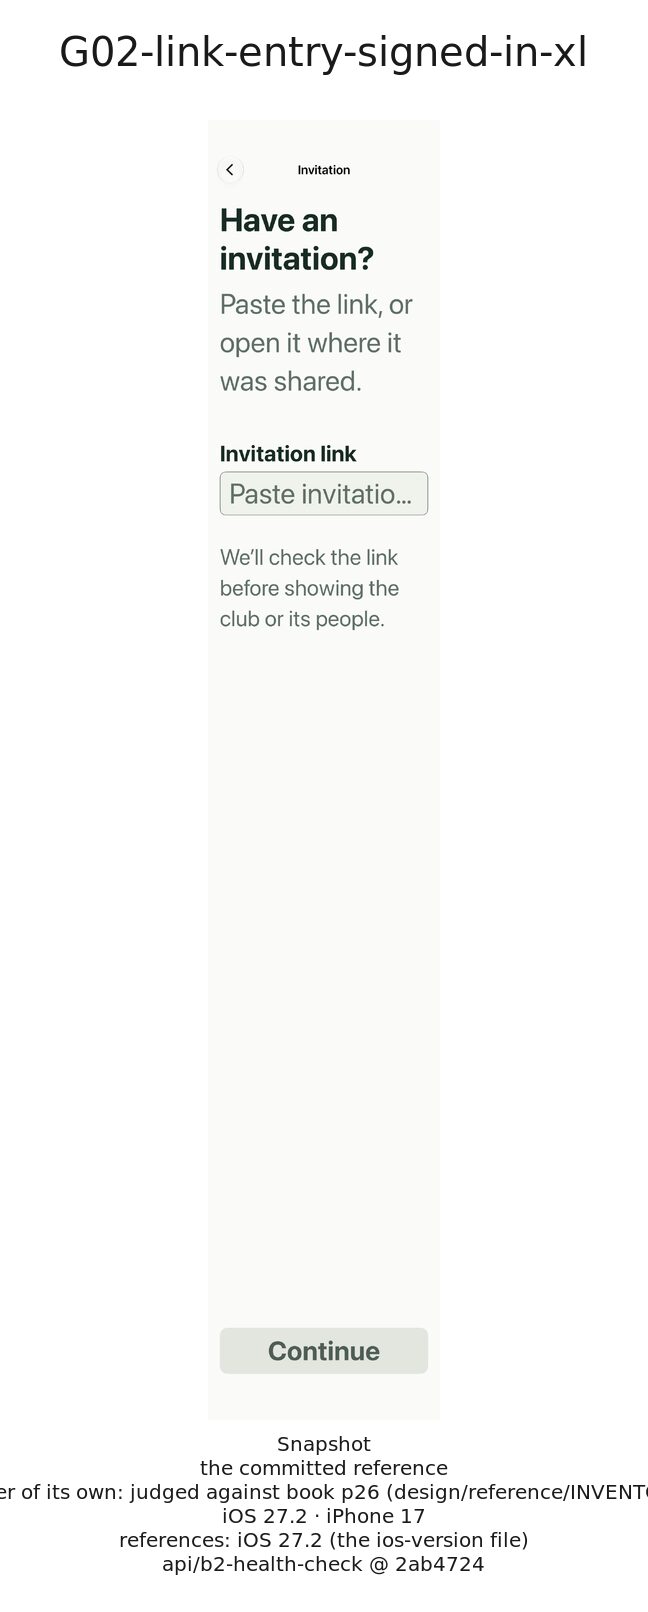 G02-link-entry-signed-in-xl
Invitation
Have an
invitation?
Paste the link, or
open it where it
was shared.
Invitation link
Paste invitatio...
We'll check the link
before showing the
club or its people.
Continue
Snapshot
the committed reference
er of its own: judged against book p26 (design/reference/INVENT
iOS 27.2 · iPhone 17
references: iOS 27.2 (the ios-version file)
api/b2-health-check @ 2ab4724